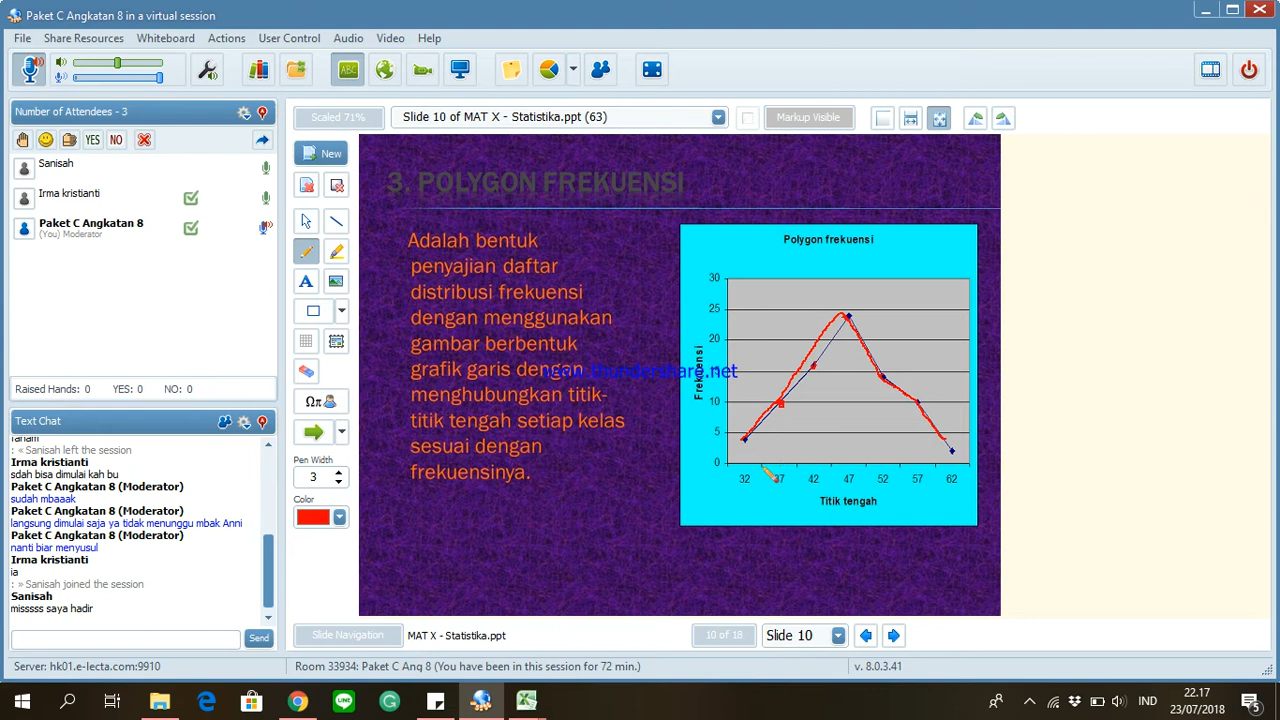 Paket C Angkatan 8 in a virtual session
File Share Resources Whiteboard Actions User Control Audio Video Help
Number of Attendees - 3
YES NO
Sanisah
Irma kristianti
Paket C Angkatan 8
(You) Moderator
Raised Hands: 0 YES: 0 NO: 0
Text Chat
: « Sanisah left the session
Irma kristianti
sdah bisa dimulai kah bu
Paket C Angkatan 8 (Moderator)
sudah mbaaak
Paket C Angkatan 8 (Moderator)
langsung dimulai saja ya tidak menunggu mbak Anni
Paket C Angkatan 8 (Moderator)
nanti biar menyusul
Irma kristianti
ia
: » Sanisah joined the session
Sanisah
misssss saya hadir
Send
Scaled 71% Slide 10 of MAT X - Statistika.ppt (63) Markup Visible
New
A
Ωπ
Pen Width
3
Color
3. POLYGON FREKUENSI
Adalah bentuk
penyajian daftar
distribusi frekuensi
dengan menggunakan
gambar berbentuk
grafik garis dengan
menghubungkan titik-
titik tengah setiap kelas
sesuai dengan
frekuensinya.
www.thundershare.net
Polygon frekuensi
Frekuensi
30
25
20
10
5
0
32 37 42 47 52 57 62
Titik tengah
Slide Navigation MAT X - Statistika.ppt 10 of 18 Slide 10
Server: hk01.e-lecta.com:9910 Room 33934: Paket C Ang 8 (You have been in this session for 72 min.) v. 8.0.3.41
IND
22.17
23/07/2018
5